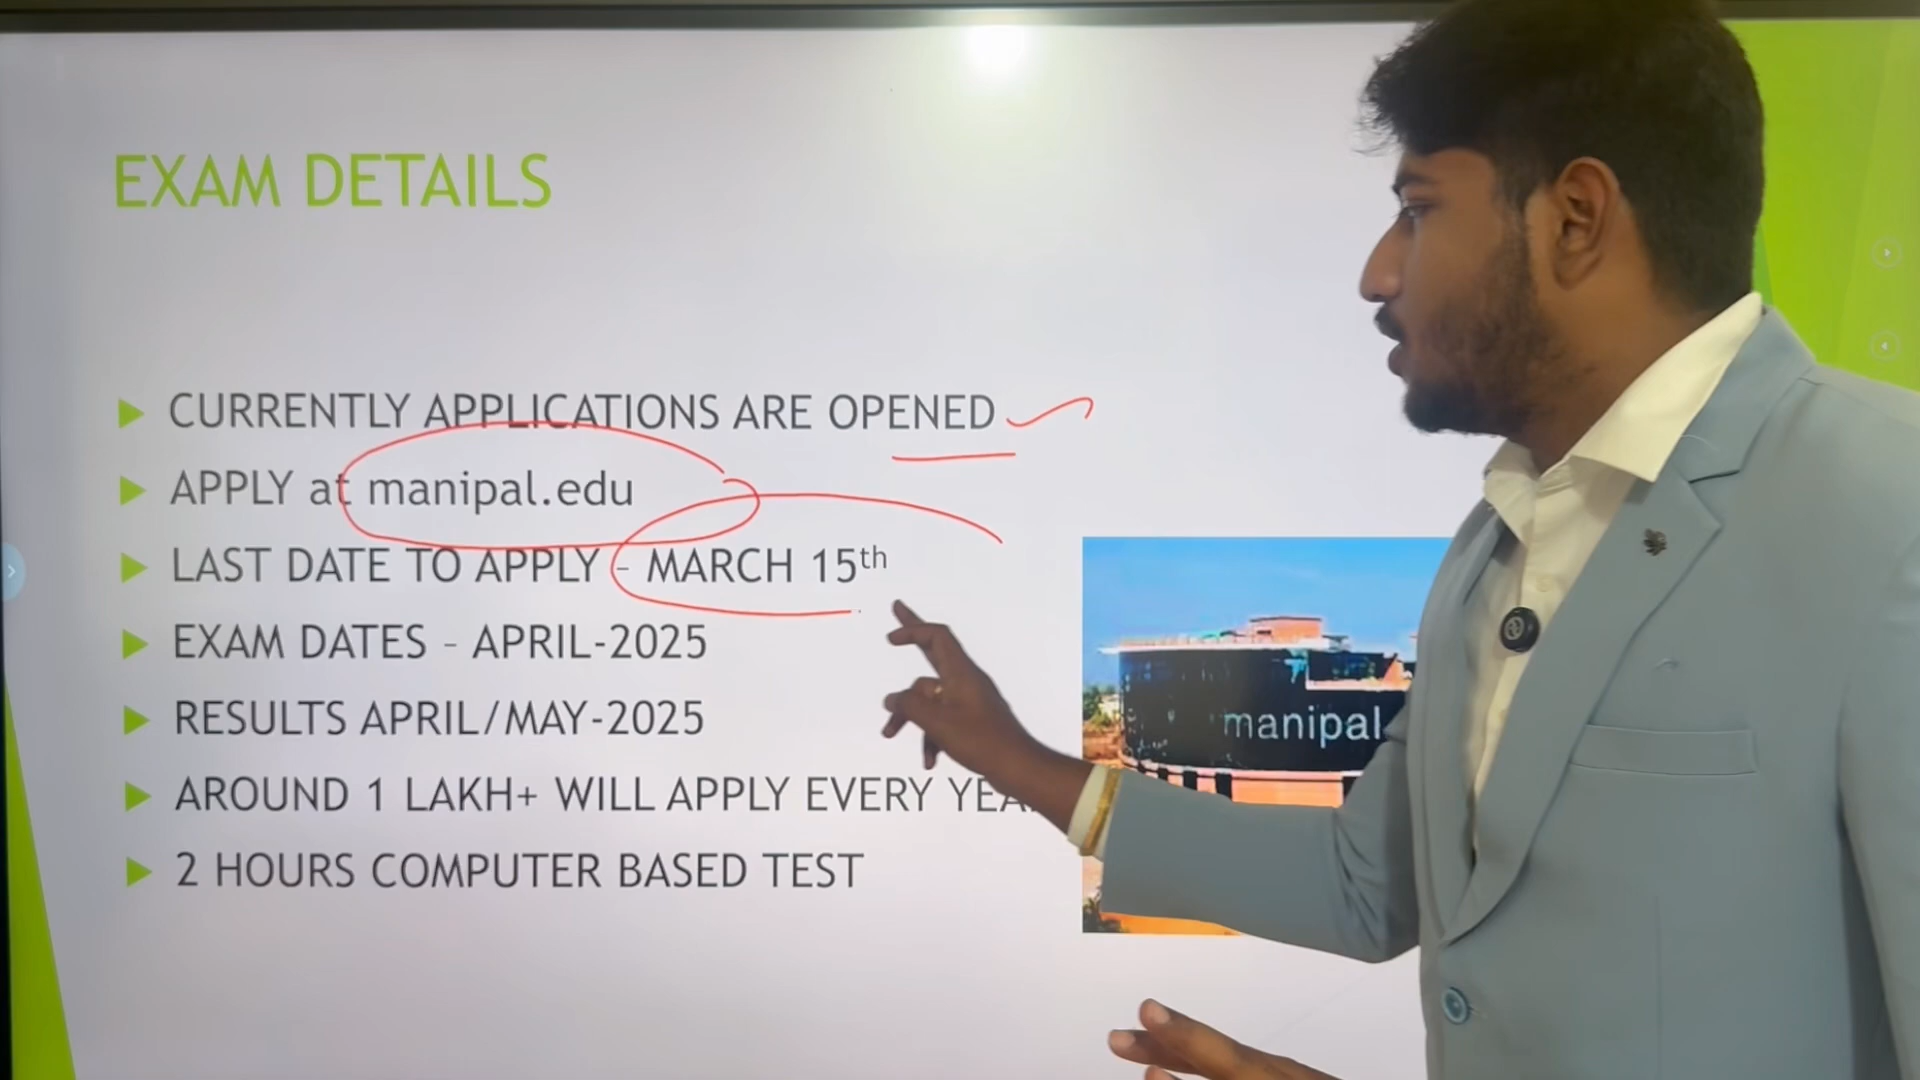 EXAM DETAILS
CURRENTLY APPLICATIONS ARE OPENED
APPLY at manipal.edu
LAST DATE TO APPLY - MARCH 15th
EXAM DATES - APRIL-2025
RESULTS APRIL/MAY-2025
AROUND 1 LAKH+ WILL APPLY EVERY
2 HOURS COMPUTER BASED TEST
manipal